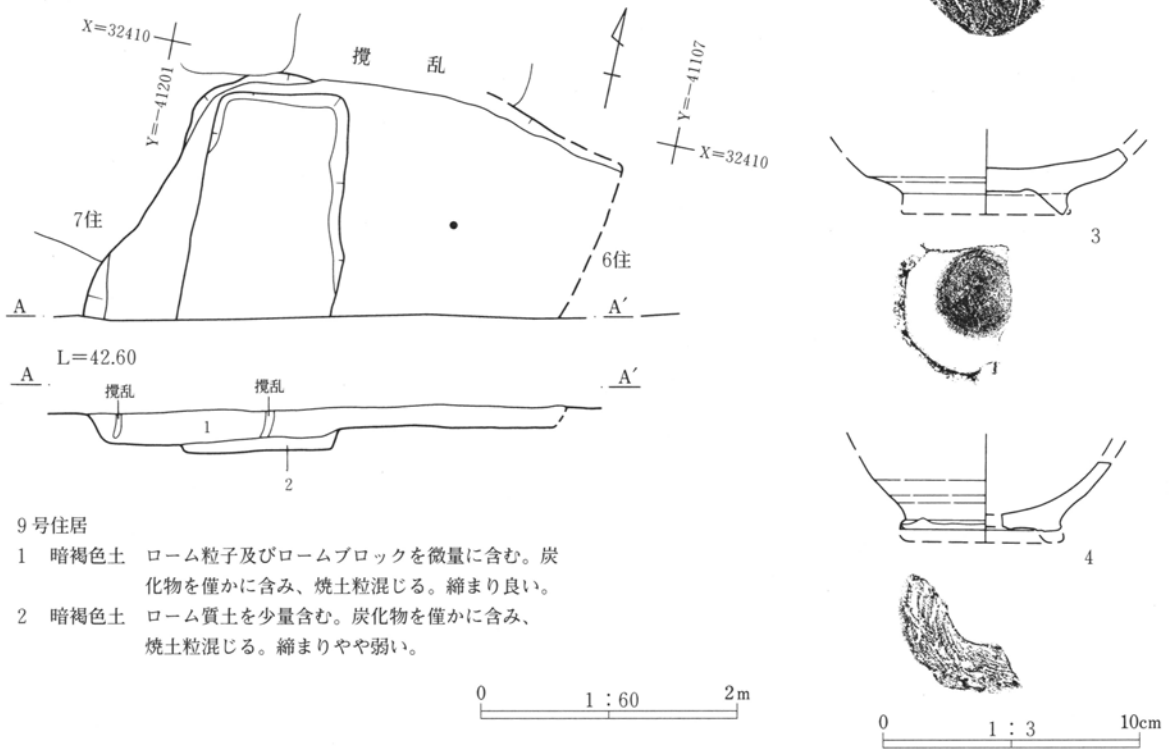 X=32410
Y=-41201
攪乱
Y=-41107
X=32410
7住
6住
A
A′
L=42.60
A
A′
攪乱
攪乱
1
2
9号住居
1 暗褐色土 ローム粒子及びロームブロックを微量に含む。炭
化物を僅かに含み、焼土粒混じる。締まり良い。
2 暗褐色土 ローム質土を少量含む。炭化物を僅かに含み、
焼土粒混じる。締まりやや弱い。
0 1:60 2m
3
4
0 1:3 10cm